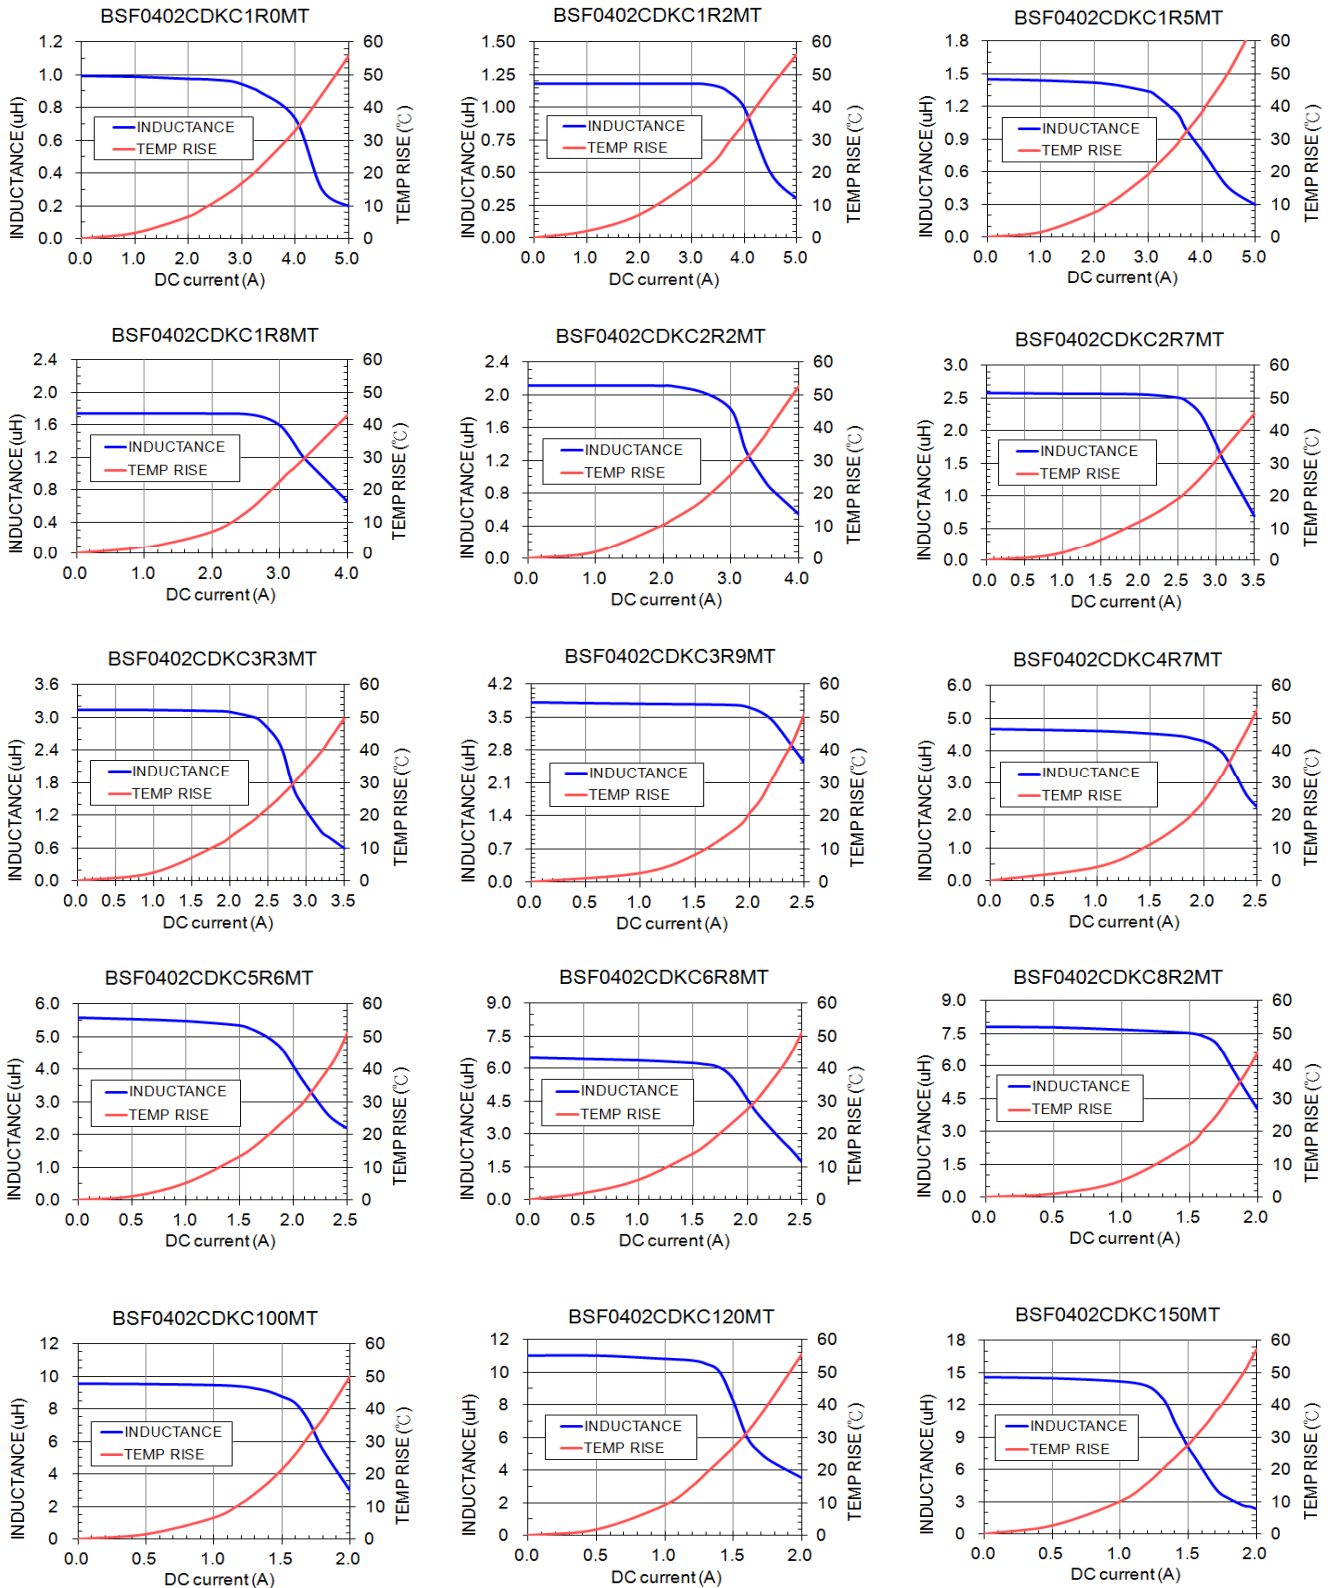 BSF0402CDKC1R0MT
INDUCTANCE (uH)
1.2
1.0
0.8
0.6
0.4
0.2
0.0
INDUCTANCE
TEMP RISE
60
50
40
30
20
10
0
TEMP RISE (℃)
0.0 1.0 2.0 3.0 4.0 5.0
DC current (A)
BSF0402CDKC1R2MT
INDUCTANCE (uH)
1.50
1.25
1.00
0.75
0.50
0.25
0.00
INDUCTANCE
TEMP RISE
60
50
40
30
20
10
0
TEMP RISE (℃)
0.0 1.0 2.0 3.0 4.0 5.0
DC current (A)
BSF0402CDKC1R5MT
INDUCTANCE (uH)
1.8
1.5
1.2
0.9
0.6
0.3
0.0
INDUCTANCE
TEMP RISE
60
50
40
30
20
10
0
TEMP RISE (℃)
0.0 1.0 2.0 3.0 4.0 5.0
DC current (A)
BSF0402CDKC1R8MT
INDUCTANCE (uH)
2.4
2.0
1.6
1.2
0.8
0.4
0.0
INDUCTANCE
TEMP RISE
60
50
40
30
20
10
0
TEMP RISE (℃)
0.0 1.0 2.0 3.0 4.0
DC current (A)
BSF0402CDKC2R2MT
INDUCTANCE (uH)
2.4
2.0
1.6
1.2
0.8
0.4
0.0
INDUCTANCE
TEMP RISE
60
50
40
30
20
10
0
TEMP RISE (℃)
0.0 1.0 2.0 3.0 4.0
DC current (A)
BSF0402CDKC2R7MT
INDUCTANCE (uH)
3.0
2.5
2.0
1.5
1.0
0.5
0.0
INDUCTANCE
TEMP RISE
60
50
40
30
20
10
0
TEMP RISE (℃)
0.0 0.5 1.0 1.5 2.0 2.5 3.0 3.5
DC current (A)
BSF0402CDKC3R3MT
INDUCTANCE (uH)
3.6
3.0
2.4
1.8
1.2
0.6
0.0
INDUCTANCE
TEMP RISE
60
50
40
30
20
10
0
TEMP RISE (℃)
0.0 0.5 1.0 1.5 2.0 2.5 3.0 3.5
DC current (A)
BSF0402CDKC3R9MT
INDUCTANCE (uH)
4.2
3.5
2.8
2.1
1.4
0.7
0.0
INDUCTANCE
TEMP RISE
60
50
40
30
20
10
0
TEMP RISE (℃)
0.0 0.5 1.0 1.5 2.0 2.5
DC current (A)
BSF0402CDKC4R7MT
INDUCTANCE (uH)
6.0
5.0
4.0
3.0
2.0
1.0
0.0
INDUCTANCE
TEMP RISE
60
50
40
30
20
10
0
TEMP RISE (℃)
0.0 0.5 1.0 1.5 2.0 2.5
DC current (A)
BSF0402CDKC5R6MT
INDUCTANCE (uH)
6.0
5.0
4.0
3.0
2.0
1.0
0.0
INDUCTANCE
TEMP RISE
60
50
40
30
20
10
0
TEMP RISE (℃)
0.0 0.5 1.0 1.5 2.0 2.5
DC current (A)
BSF0402CDKC6R8MT
INDUCTANCE (uH)
9.0
7.5
6.0
4.5
3.0
1.5
0.0
INDUCTANCE
TEMP RISE
60
50
40
30
20
10
0
TEMP RISE (℃)
0.0 0.5 1.0 1.5 2.0 2.5
DC current (A)
BSF0402CDKC8R2MT
INDUCTANCE (uH)
9.0
7.5
6.0
4.5
3.0
1.5
0.0
INDUCTANCE
TEMP RISE
60
50
40
30
20
10
0
TEMP RISE (℃)
0.0 0.5 1.0 1.5 2.0
DC current (A)
BSF0402CDKC100MT
INDUCTANCE (uH)
12
10
8
6
4
2
0
INDUCTANCE
TEMP RISE
60
50
40
30
20
10
0
TEMP RISE (℃)
0.0 0.5 1.0 1.5 2.0
DC current (A)
BSF0402CDKC120MT
INDUCTANCE (uH)
12
10
8
6
4
2
0
INDUCTANCE
TEMP RISE
60
50
40
30
20
10
0
TEMP RISE (℃)
0.0 0.5 1.0 1.5 2.0
DC current (A)
BSF0402CDKC150MT
INDUCTANCE (uH)
18
15
12
9
6
3
0
INDUCTANCE
TEMP RISE
60
50
40
30
20
10
0
TEMP RISE (℃)
0.0 0.5 1.0 1.5 2.0
DC current (A)